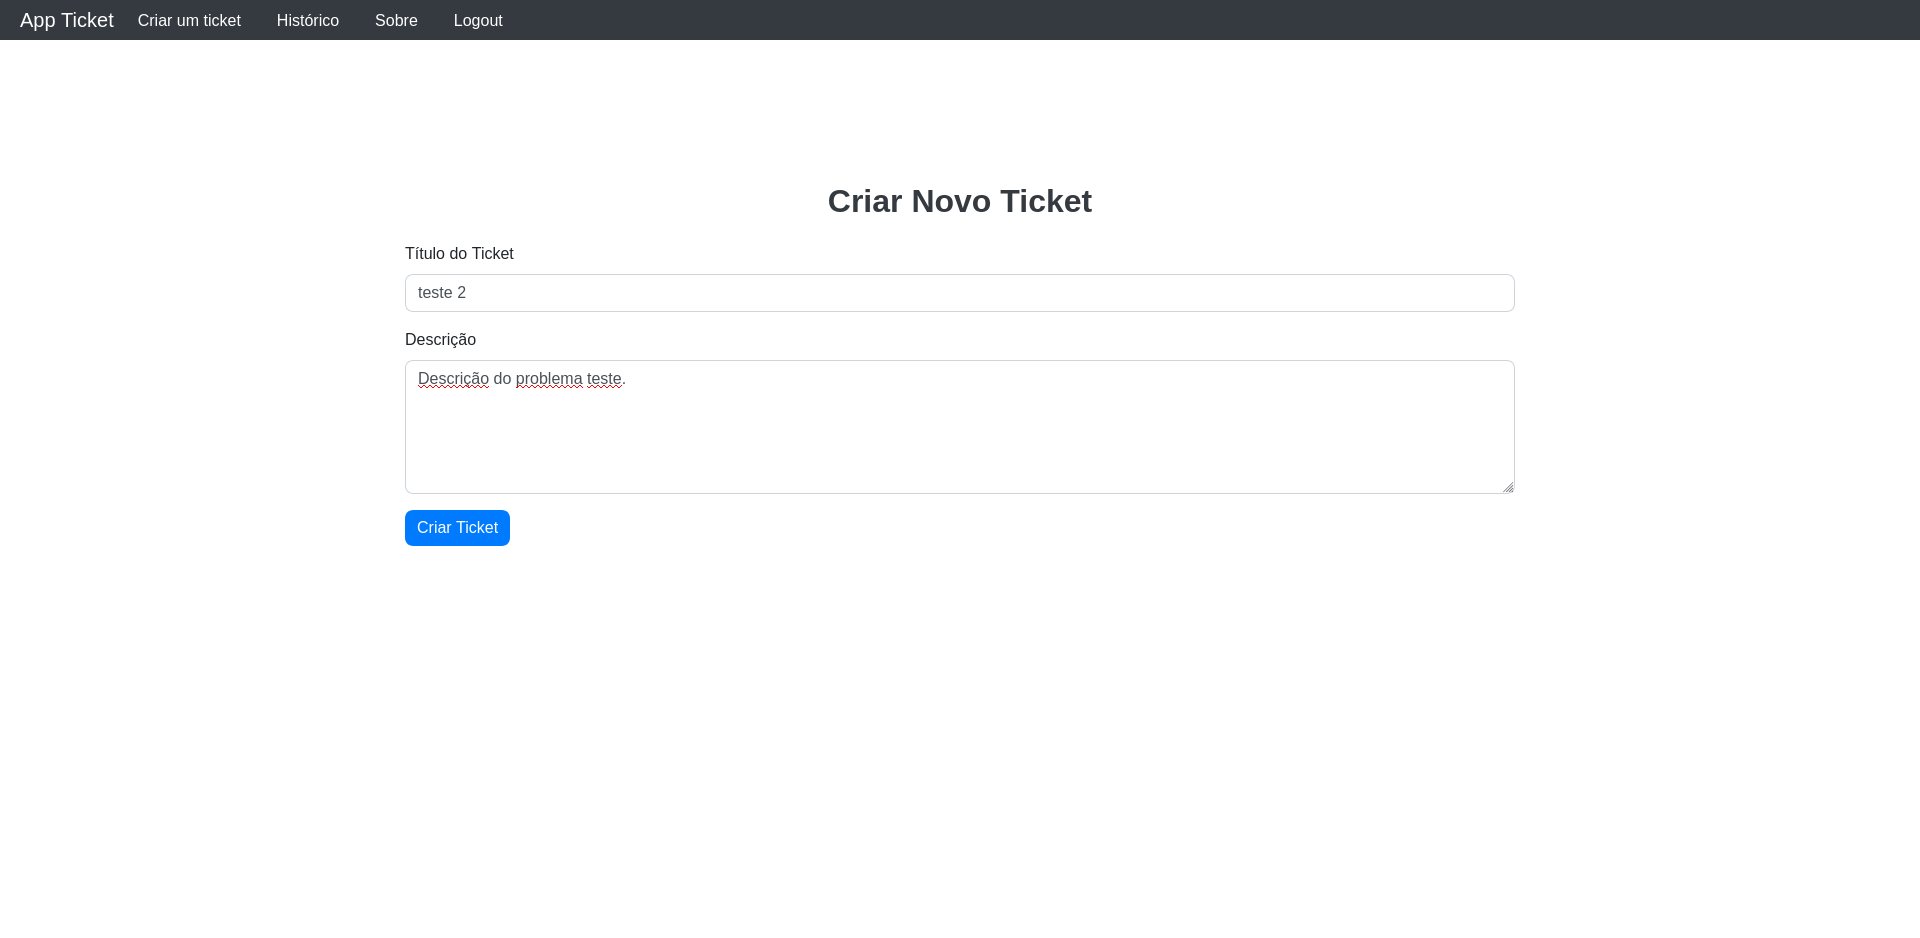 App Ticket Criar um ticket Histórico Sobre Logout
Criar Novo Ticket
Título do Ticket
teste 2
Descrição
Descrição do problema teste.
Criar Ticket